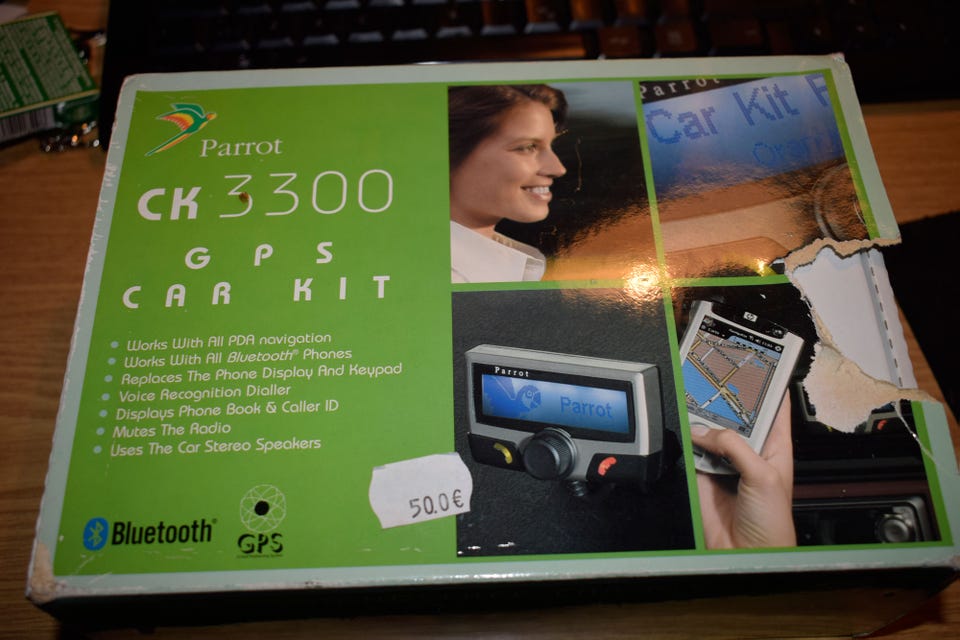 Parrot
CK 3300
GPS
CAR KIT
Works With All PDA navigation
Works With All Bluetooth® Phones
Replaces The Phone Display And Keypad
Voice Recognition Dialler
Displays Phone Book & Caller ID
Mutes The Radio
Uses The Car Stereo Speakers
Bluetooth®
GPS
50.0€
Parrot
Car Kit
Parrot
Parrot
hp